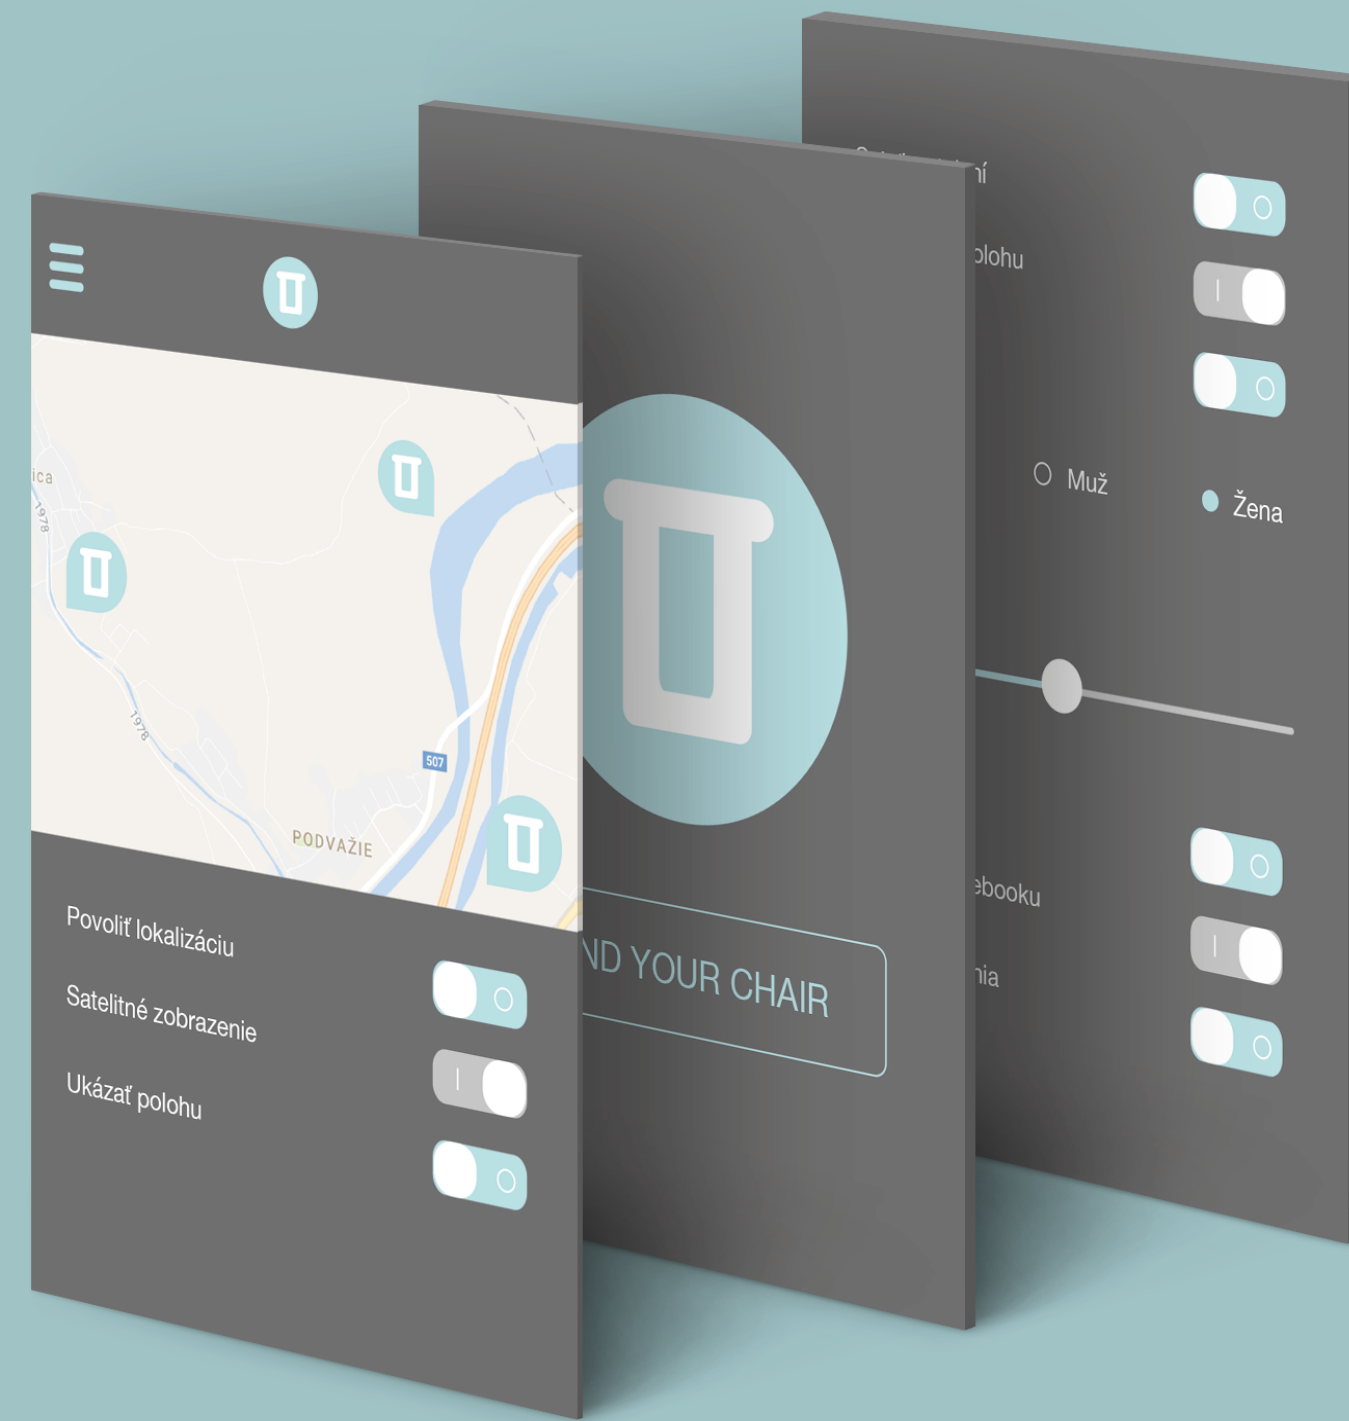 ica
1978
1978
507
PODVAŽIE
Povoliť lokalizáciu
Satelitné zobrazenie
Ukázať polohu
ND YOUR CHAIR
ní
olohu
Muž
Žena
ebooku
nia